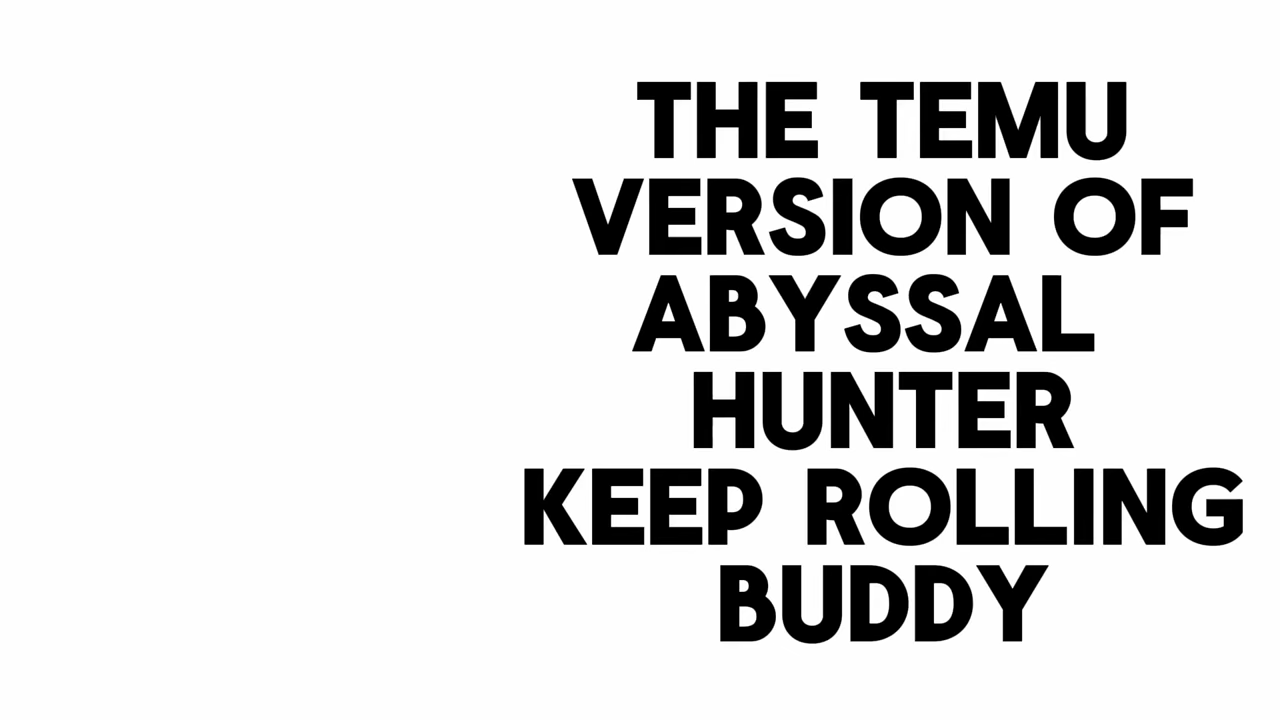 THE TEMU
VERSION OF
ABYSSAL
HUNTER
KEEP ROLLING
BUDDY